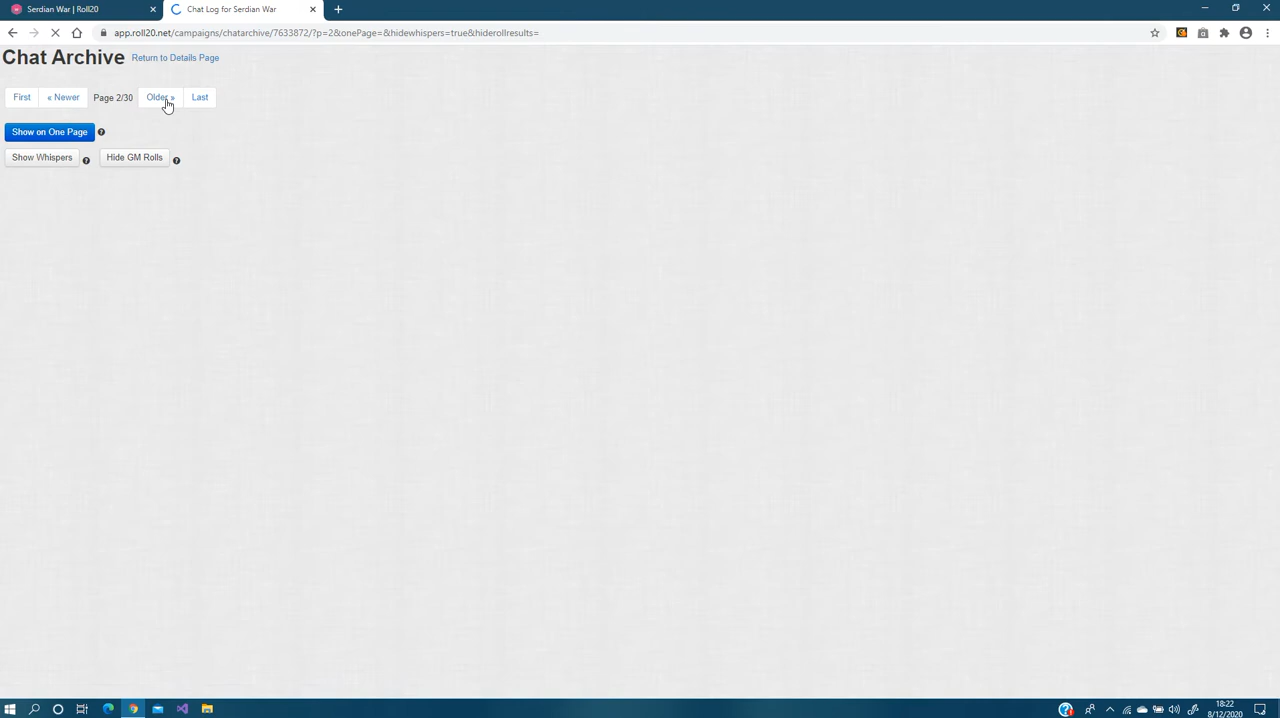 Serdian War | Roll20
Chat Log for Serdian War
app.roll20.net/campaigns/chatarchive/7633872/?p=2&onePage=&hidewhispers=true&hiderollresults=
Chat Archive Return to Details Page
First « Newer Page 2/30 Older » Last
Show on One Page
Show Whispers Hide GM Rolls
18:22
8/12/2020